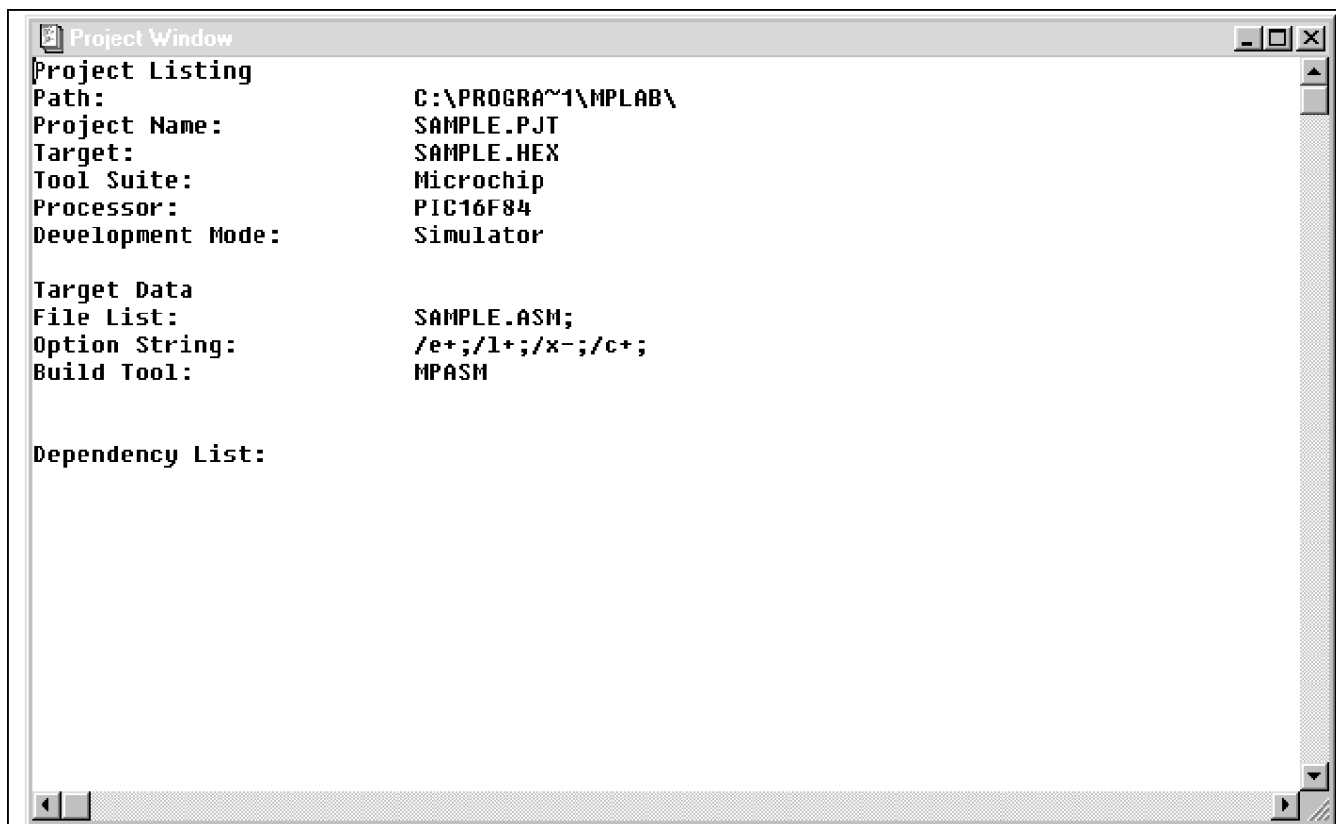 Project Window
Project Listing
Path: C:\PROGRA~1\MPLAB\
Project Name: SAMPLE.PJT
Target: SAMPLE.HEX
Tool Suite: Microchip
Processor: PIC16F84
Development Mode: Simulator
Target Data
File List: SAMPLE.ASM;
Option String: /e+;/l+;/x-;/c+;
Build Tool: MPASM
Dependency List: